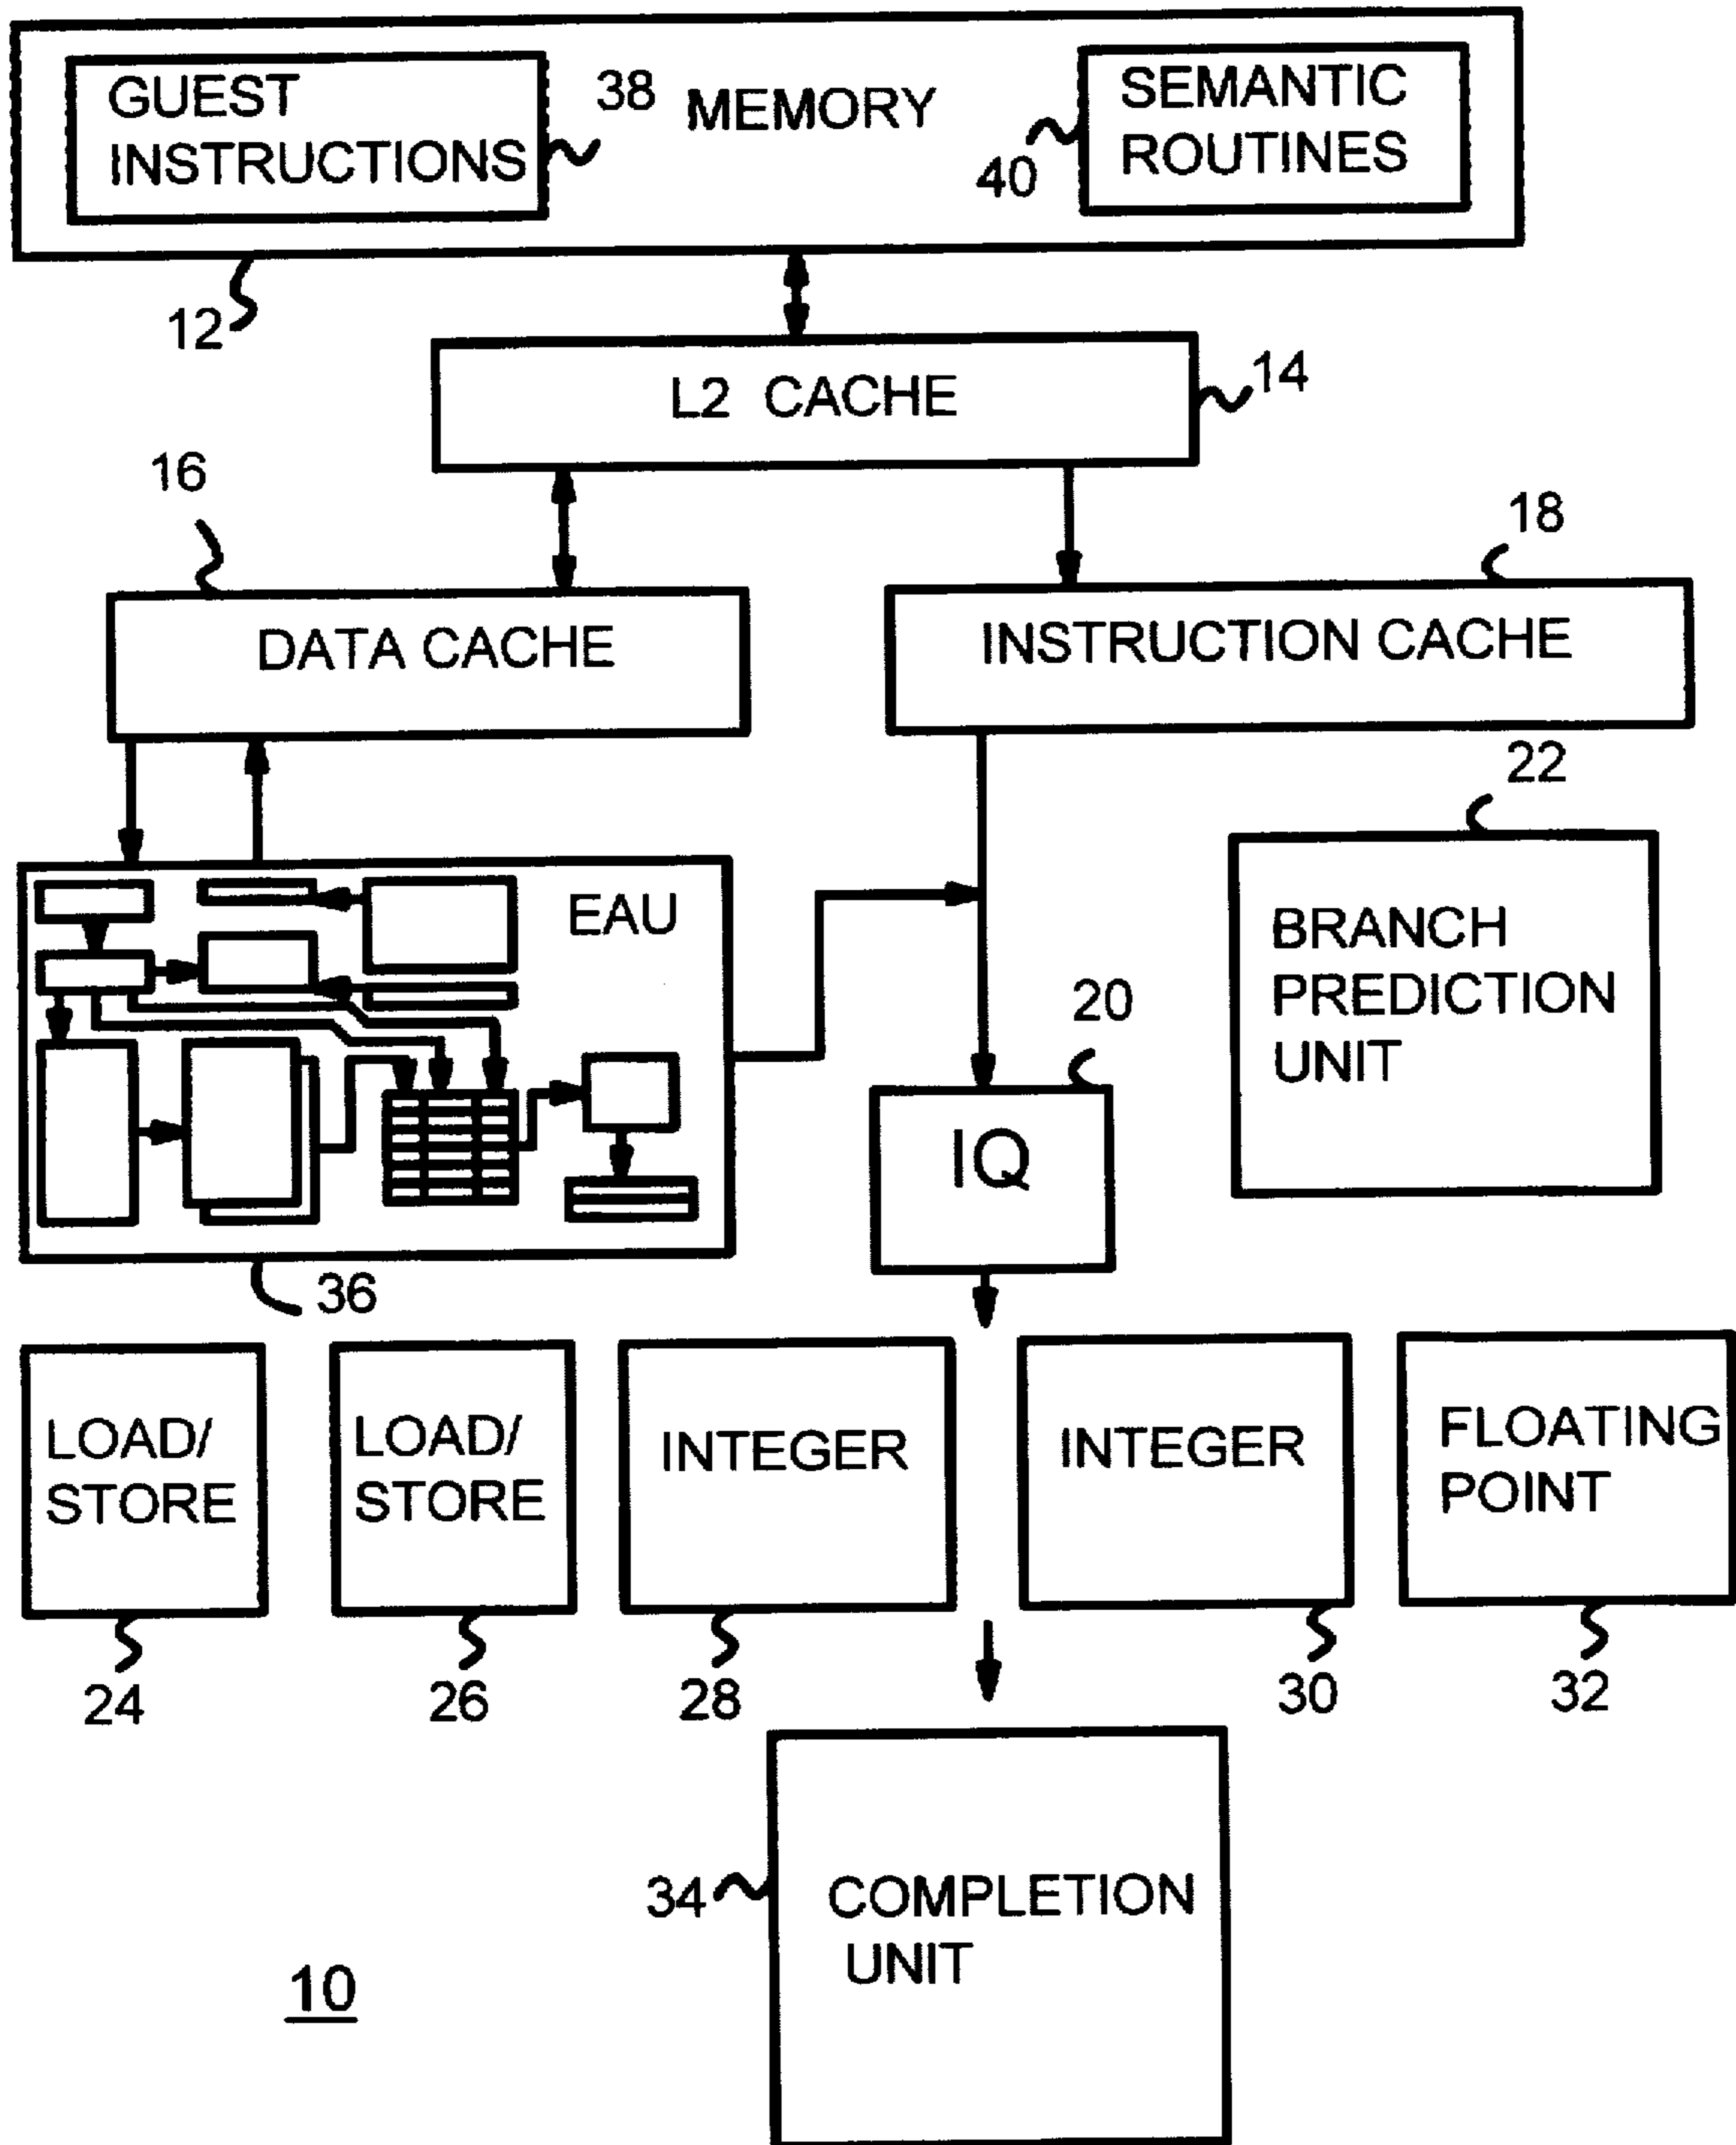 GUEST
INSTRUCTIONS
38
MEMORY
SEMANTIC
ROUTINES
40
12
L2 CACHE
14
16
18
DATA CACHE
INSTRUCTION CACHE
22
EAU
BRANCH
PREDICTION
UNIT
20
IQ
36
LOAD/
STORE
LOAD/
STORE
INTEGER
INTEGER
FLOATING
POINT
24
26
28
30
32
34
COMPLETION
UNIT
10